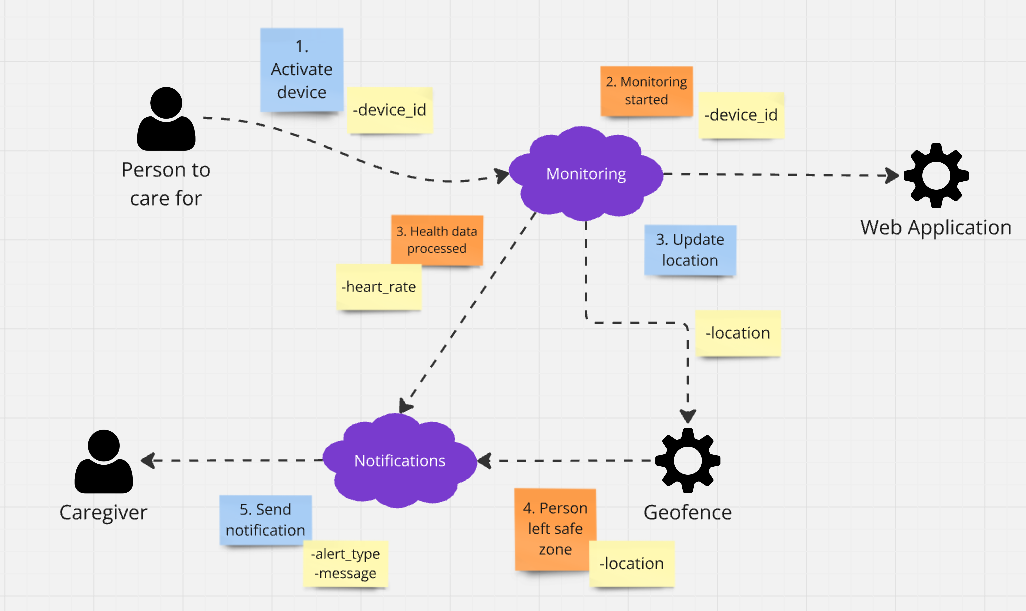 1.
Activate
device
-device_id
2. Monitoring
started
-device_id
Person to
care for
Monitoring
Web Application
3. Health data
processed
-heart_rate
3. Update
location
-location
Caregiver
Notifications
Geofence
5. Send
notification
-alert_type
-message
4. Person
left safe
zone
-location